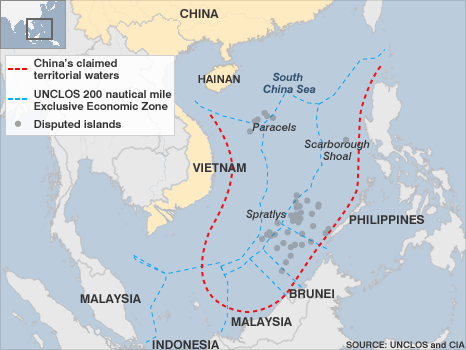 CHINA
China's claimed
territorial waters
UNCLOS 200 nautical mile
Exclusive Economic Zone
Disputed islands
HAINAN
South
China Sea
Paracels
Scarborough
Shoal
VIETNAM
Spratlys
PHILIPPINES
MALAYSIA
BRUNEI
MALAYSIA
INDONESIA
SOURCE: UNCLOS and CIA